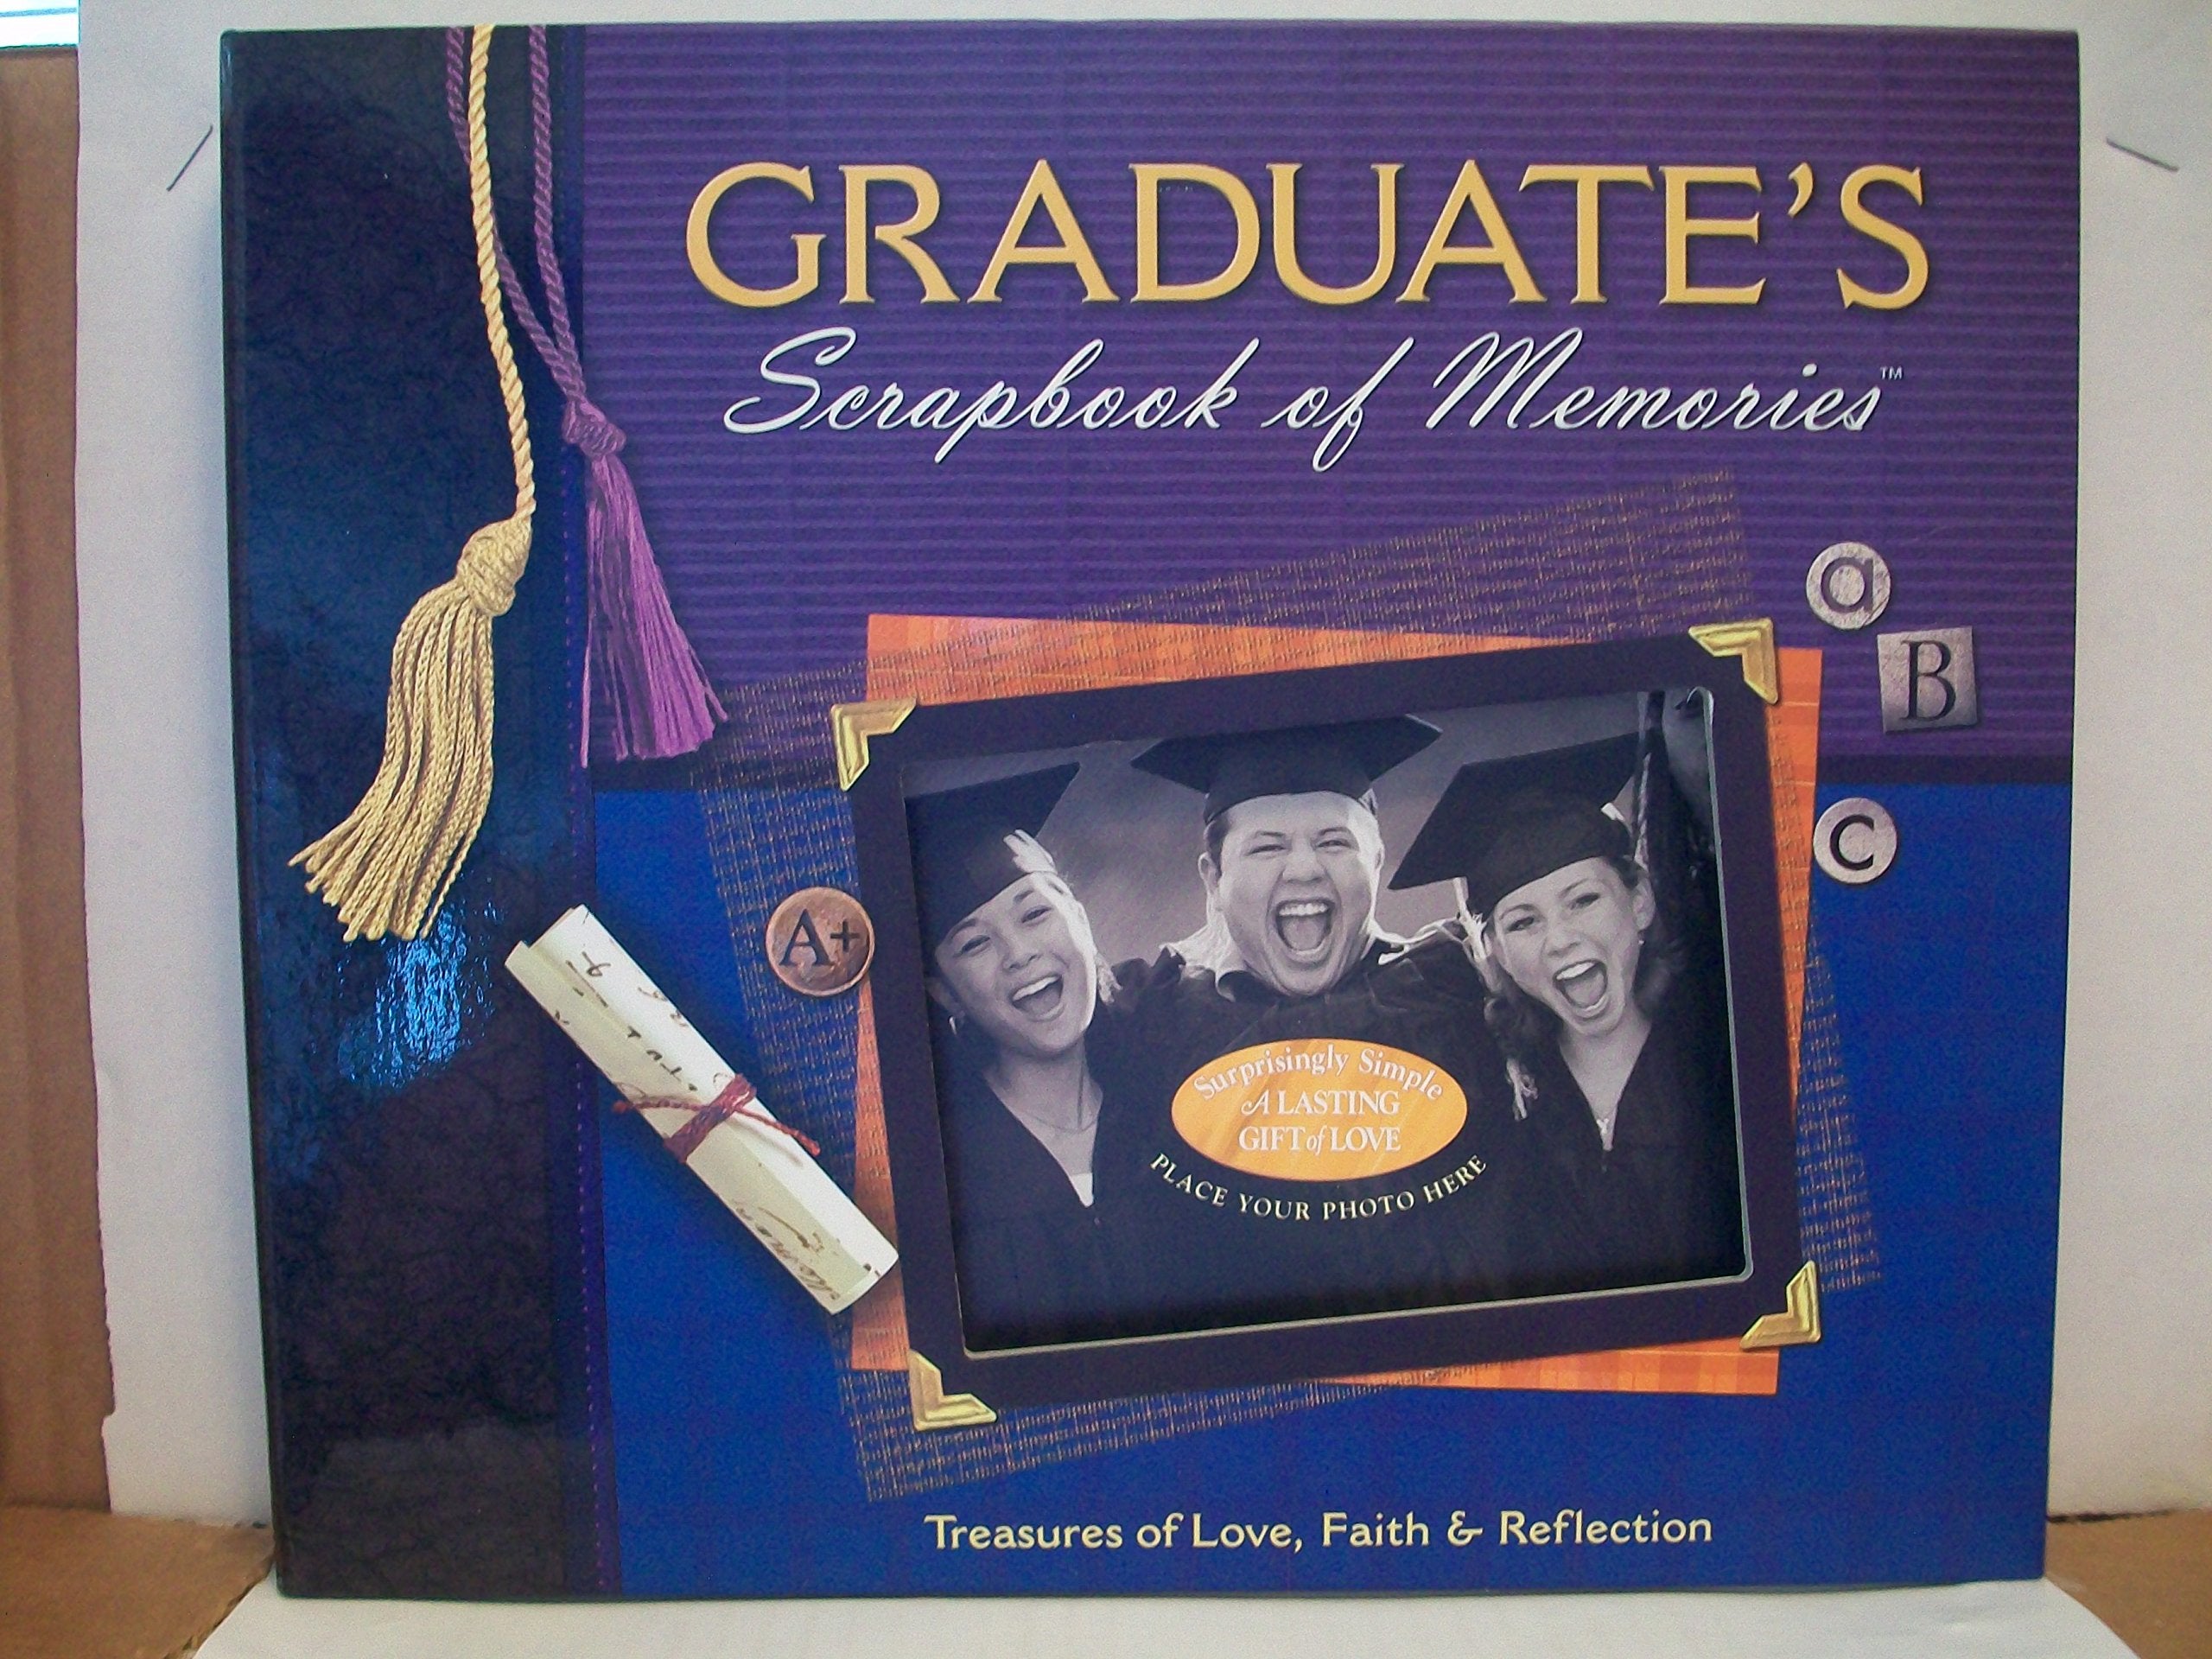 GRADUATE'S
Scrapbook of Memories™
a
B
C
A+
Surprisingly Simple
A LASTING
GIFT of LOVE
PLACE YOUR PHOTO HERE
Treasures of Love, Faith & Reflection